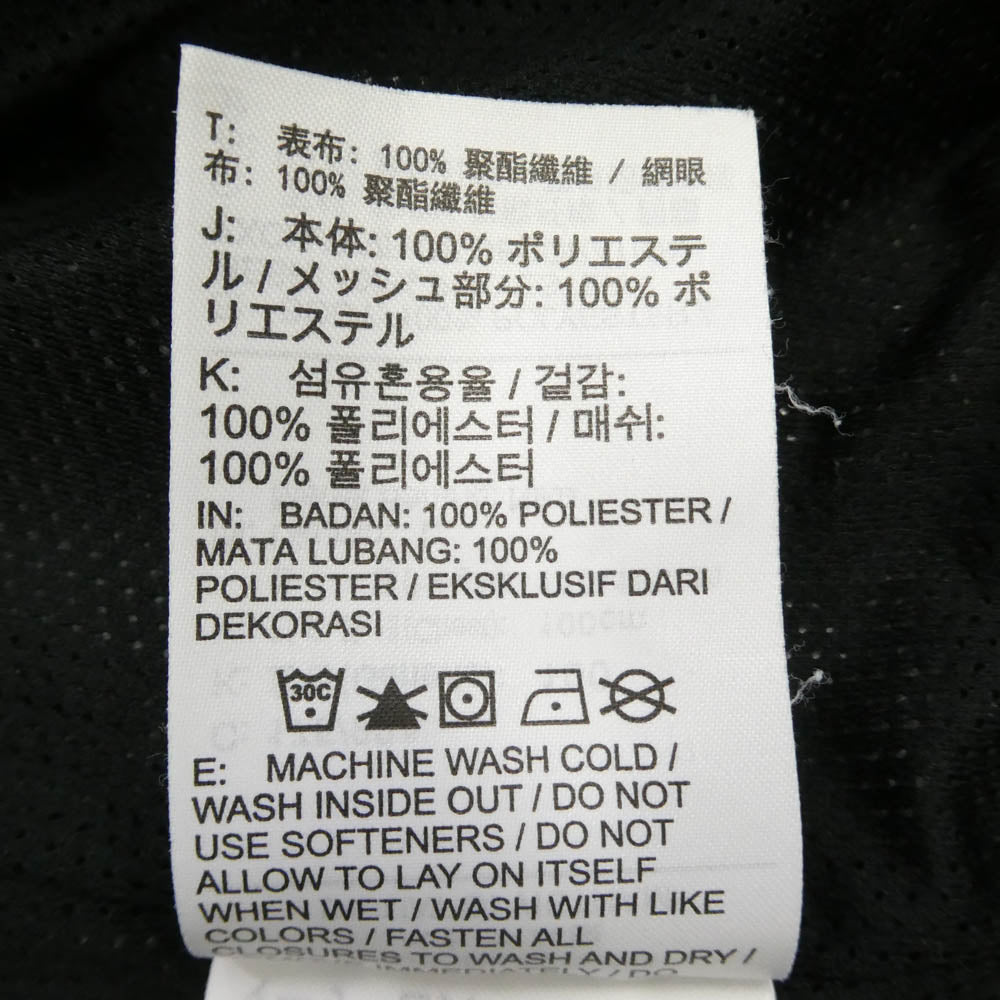 T: 表布: 100% 聚酯纖維 / 網眼
布: 100% 聚酯纖維
J: 本体: 100% ポリエステ
ル / メッシュ部分: 100% ポ
リエステル
K: 섬유혼용율 / 겉감:
100% 폴리에스터 / 매쉬:
100% 폴리에스터
IN: BADAN: 100% POLIESTER /
MATA LUBANG: 100%
POLIESTER / EKSKLUSIF DARI
DEKORASI
30C
E: MACHINE WASH COLD /
WASH INSIDE OUT / DO NOT
USE SOFTENERS / DO NOT
ALLOW TO LAY ON ITSELF
WHEN WET / WASH WITH LIKE
COLORS / FASTEN ALL
CLOSURES TO WASH AND DRY /
IMMEDIATELY / DO